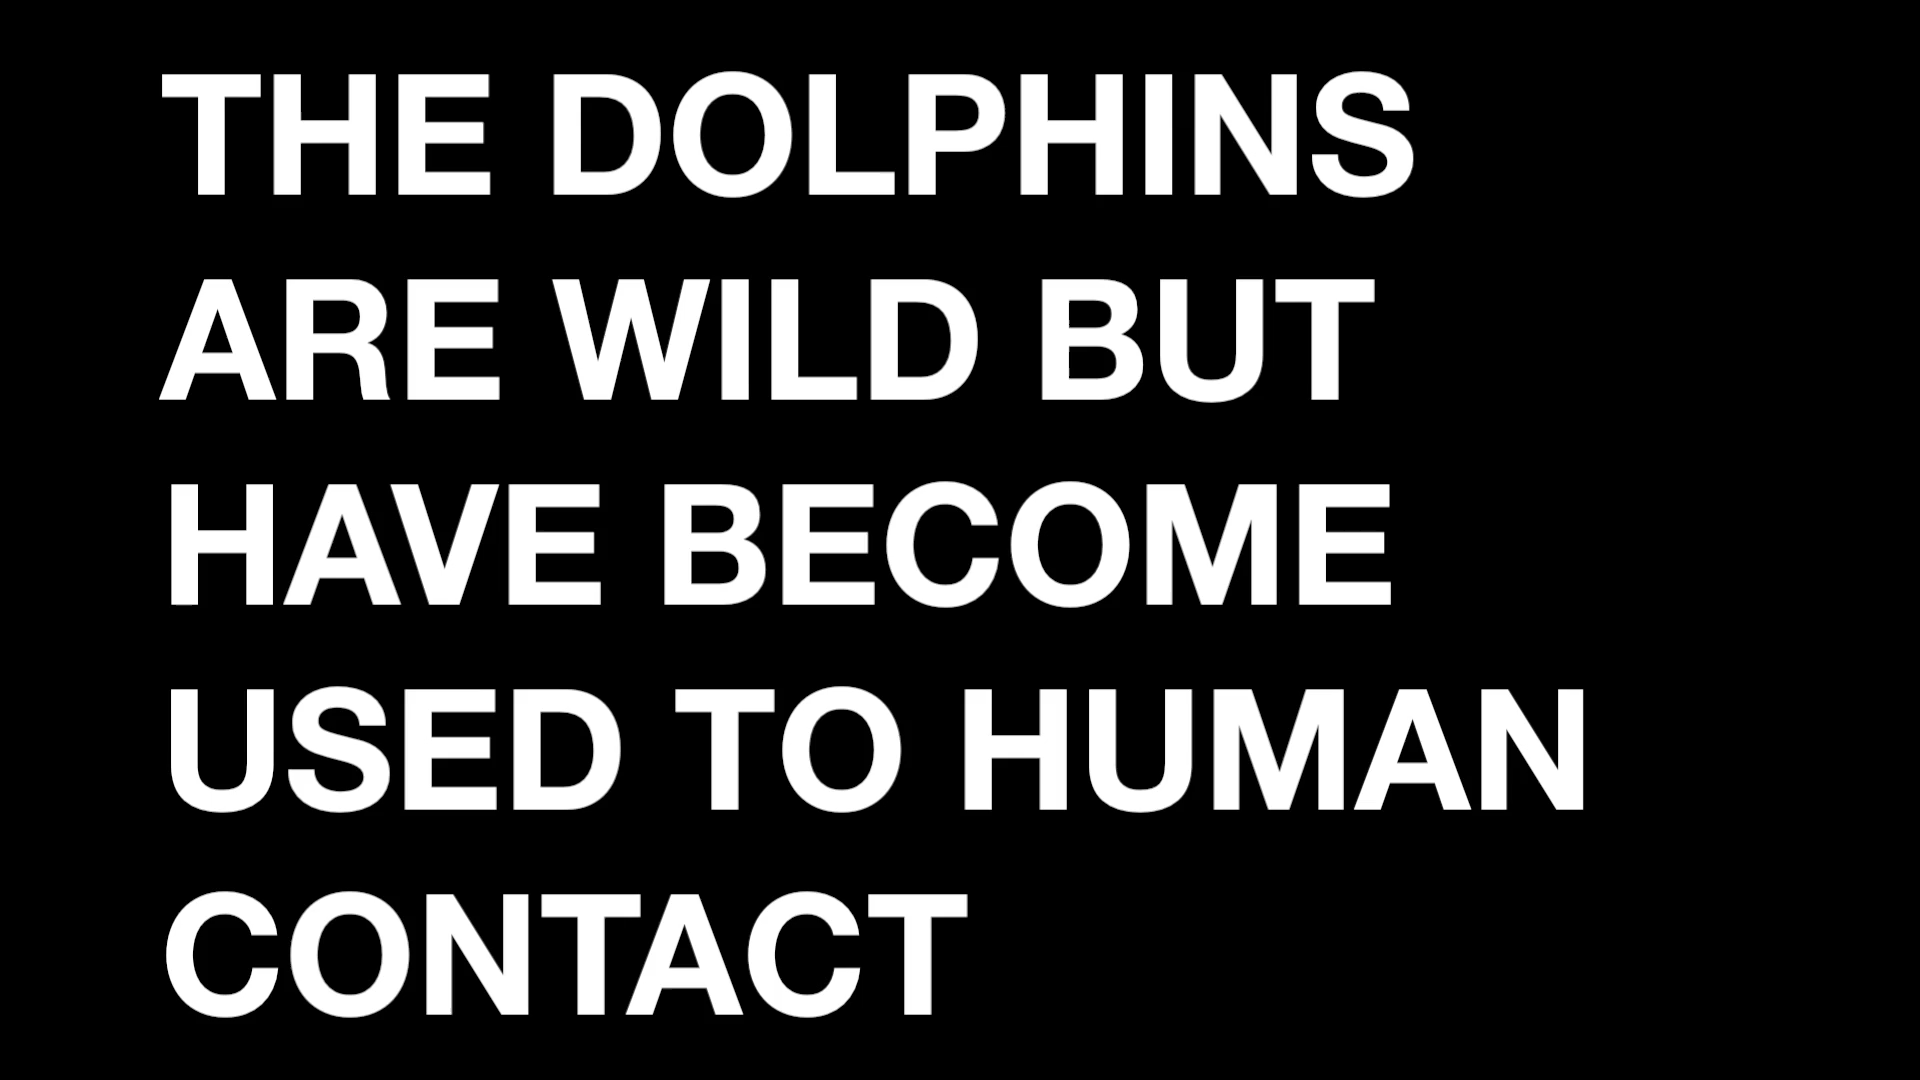 THE DOLPHINS
ARE WILD BUT
HAVE BECOME
USED TO HUMAN
CONTACT